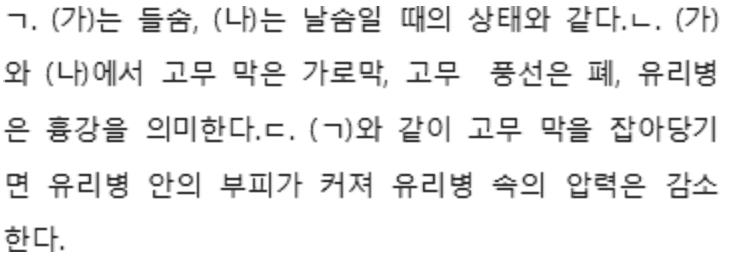 ㄱ. (가)는 들숨, (나)는 날숨일 때의 상태와 같다.ㄴ. (가)
와 (나)에서 고무 막은 가로막, 고무 풍선은 폐, 유리병
은 흉강을 의미한다.ㄷ. (ㄱ)와 같이 고무 막을 잡아당기
면 유리병 안의 부피가 커져 유리병 속의 압력은 감소
한다.